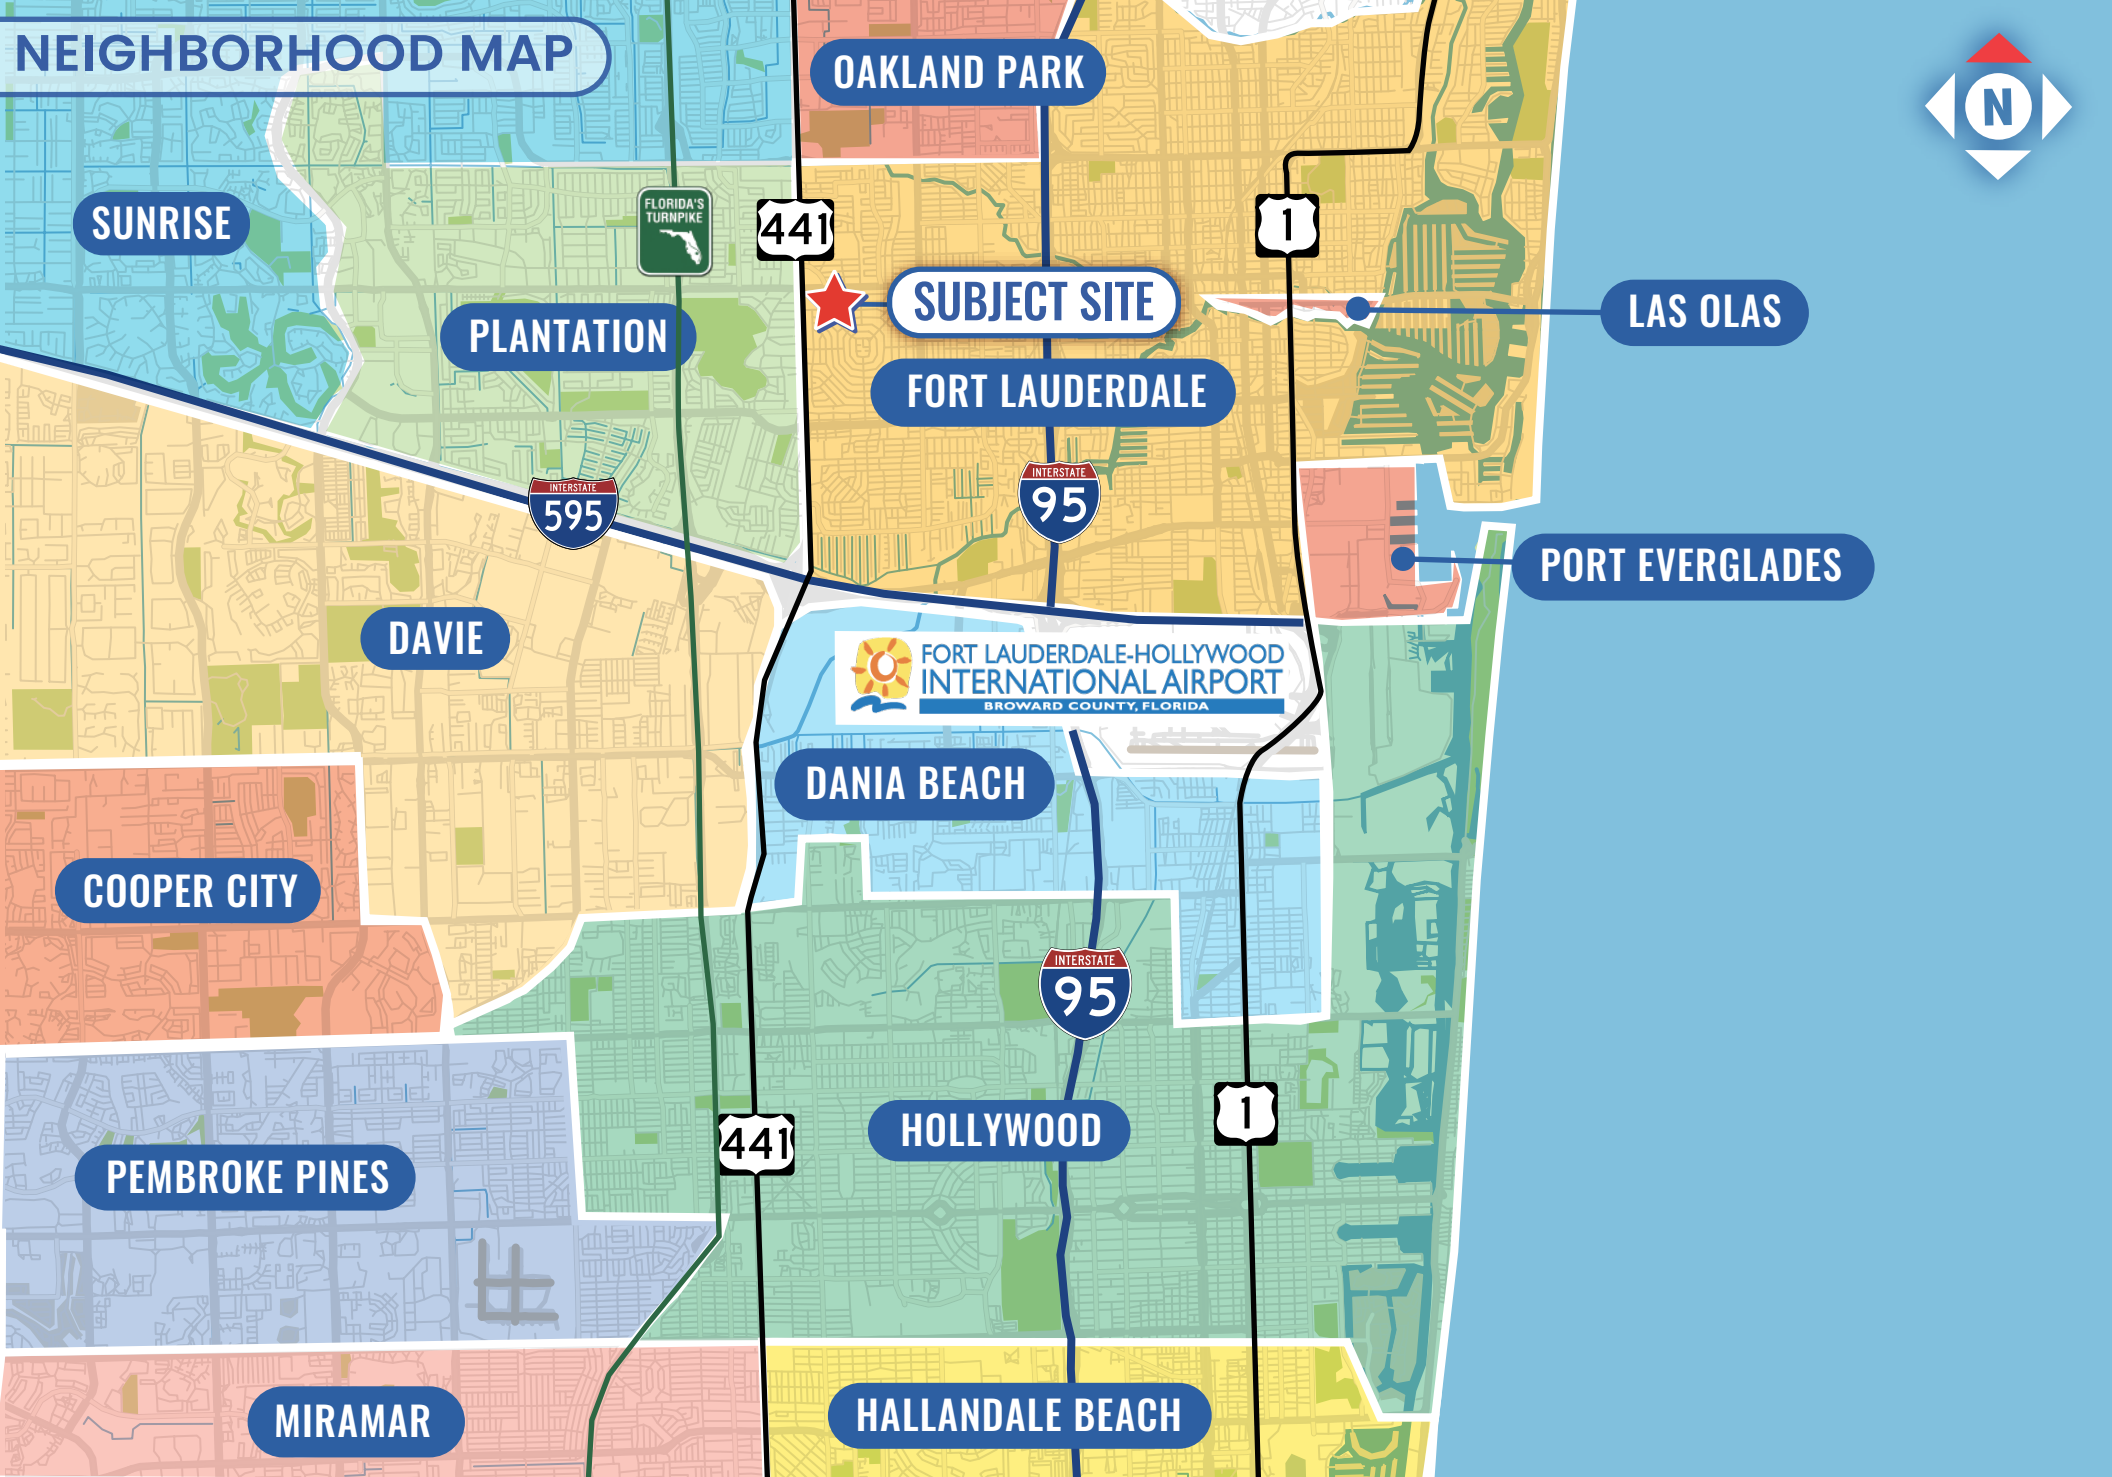 NEIGHBORHOOD MAP
OAKLAND PARK
N
SUNRISE
FLORIDA'S
TURNPIKE
441
1
SUBJECT SITE
LAS OLAS
PLANTATION
FORT LAUDERDALE
INTERSTATE
595
INTERSTATE
95
PORT EVERGLADES
DAVIE
FORT LAUDERDALE-HOLLYWOOD
INTERNATIONAL AIRPORT
BROWARD COUNTY, FLORIDA
DANIA BEACH
COOPER CITY
INTERSTATE
95
441
HOLLYWOOD
1
PEMBROKE PINES
MIRAMAR
HALLANDALE BEACH